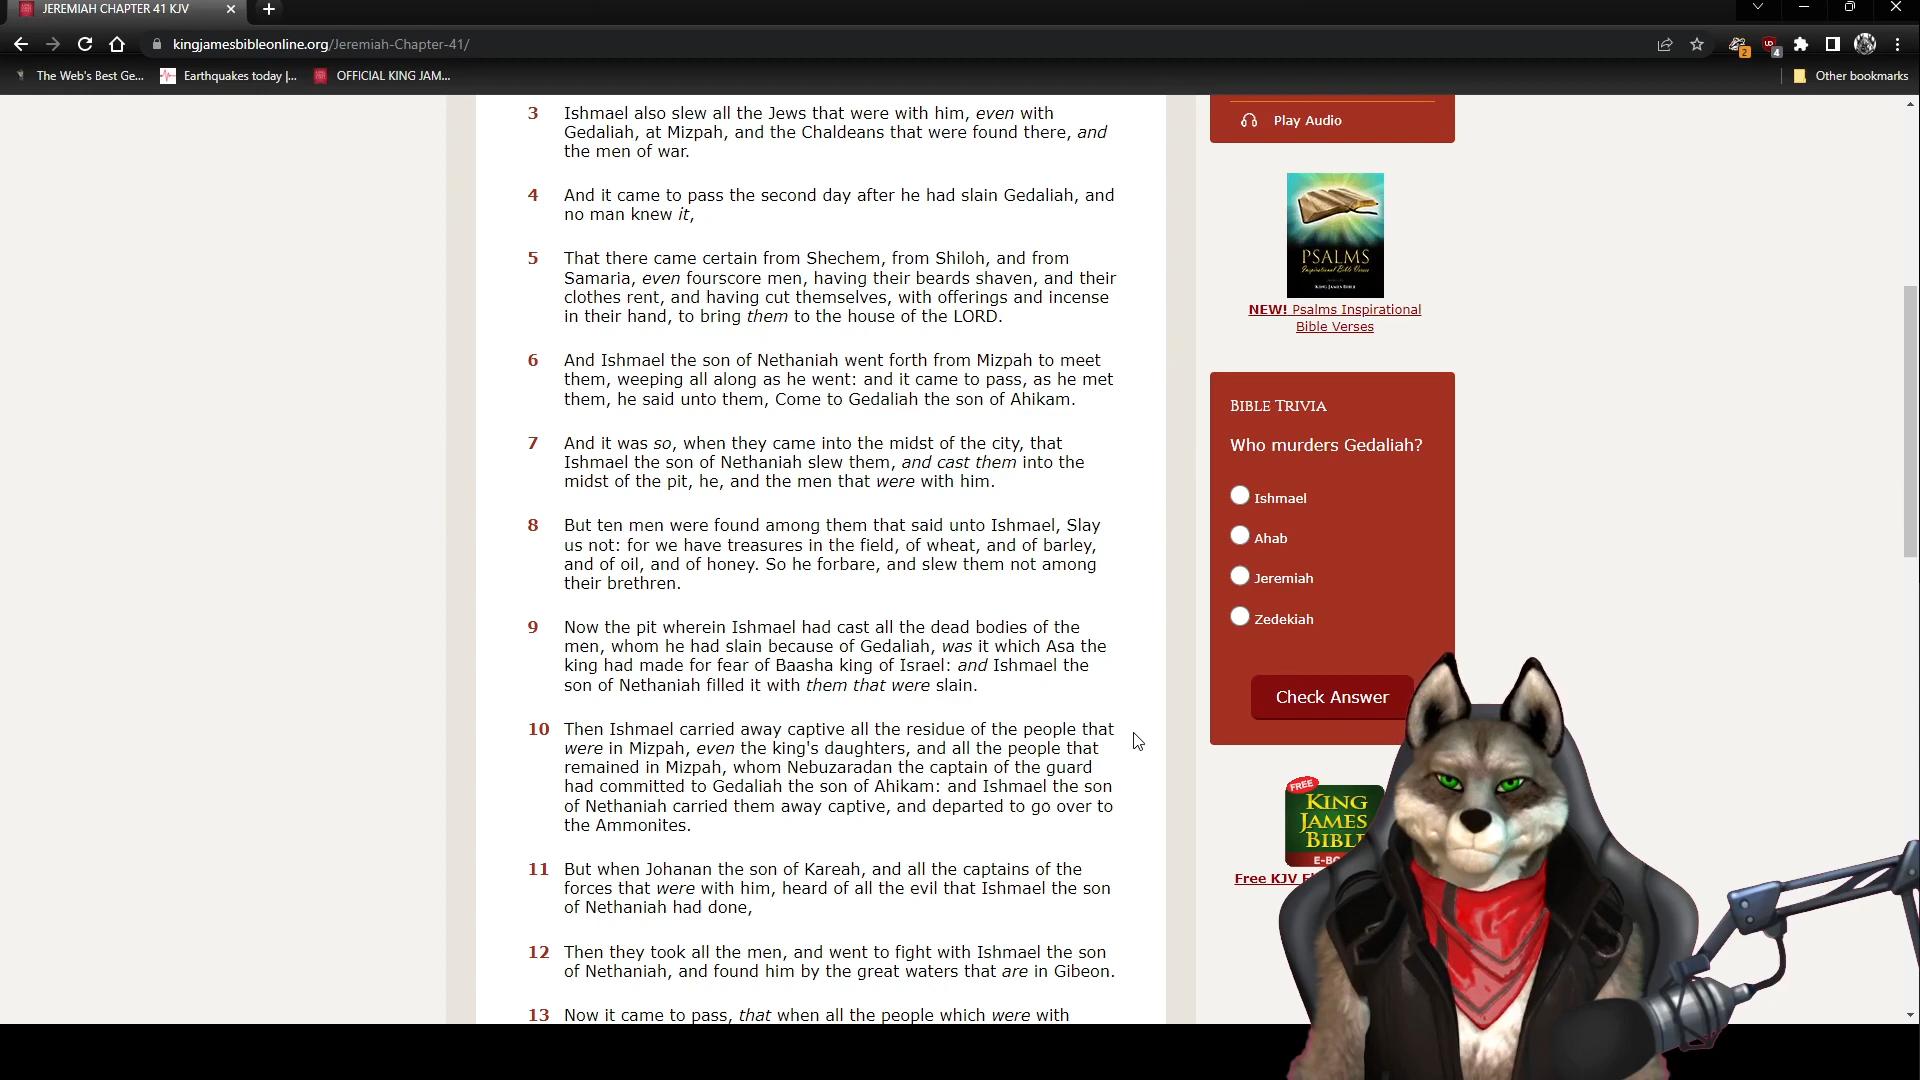 JEREMIAH CHAPTER 41 KJV
kingjamesbibleonline.org/Jeremiah-Chapter-41/
2
UD
4
The Web's Best Ge...
Earthquakes today |...
OFFICIAL KING JAM...
Other bookmarks
3 Ishmael also slew all the Jews that were with him, even with
Gedaliah, at Mizpah, and the Chaldeans that were found there, and
the men of war.
4 And it came to pass the second day after he had slain Gedaliah, and
no man knew it,
5 That there came certain from Shechem, from Shiloh, and from
Samaria, even fourscore men, having their beards shaven, and their
clothes rent, and having cut themselves, with offerings and incense
in their hand, to bring them to the house of the LORD.
6 And Ishmael the son of Nethaniah went forth from Mizpah to meet
them, weeping all along as he went: and it came to pass, as he met
them, he said unto them, Come to Gedaliah the son of Ahikam.
7 And it was so, when they came into the midst of the city, that
Ishmael the son of Nethaniah slew them, and cast them into the
midst of the pit, he, and the men that were with him.
8 But ten men were found among them that said unto Ishmael, Slay
us not: for we have treasures in the field, of wheat, and of barley,
and of oil, and of honey. So he forbare, and slew them not among
their brethren.
9 Now the pit wherein Ishmael had cast all the dead bodies of the
men, whom he had slain because of Gedaliah, was it which Asa the
king had made for fear of Baasha king of Israel: and Ishmael the
son of Nethaniah filled it with them that were slain.
10 Then Ishmael carried away captive all the residue of the people that
were in Mizpah, even the king's daughters, and all the people that
remained in Mizpah, whom Nebuzaradan the captain of the guard
had committed to Gedaliah the son of Ahikam: and Ishmael the son
of Nethaniah carried them away captive, and departed to go over to
the Ammonites.
11 But when Johanan the son of Kareah, and all the captains of the
forces that were with him, heard of all the evil that Ishmael the son
of Nethaniah had done,
12 Then they took all the men, and went to fight with Ishmael the son
of Nethaniah, and found him by the great waters that are in Gibeon.
13 Now it came to pass, that when all the people which were with
Play Audio
PSALMS
Inspirational Bible Verses
KING JAMES BIBLE
NEW! Psalms Inspirational
Bible Verses
BIBLE TRIVIA
Who murders Gedaliah?
Ishmael
Ahab
Jeremiah
Zedekiah
Check Answer
FREE
KING
JAMES
BIBLE
Free KJV